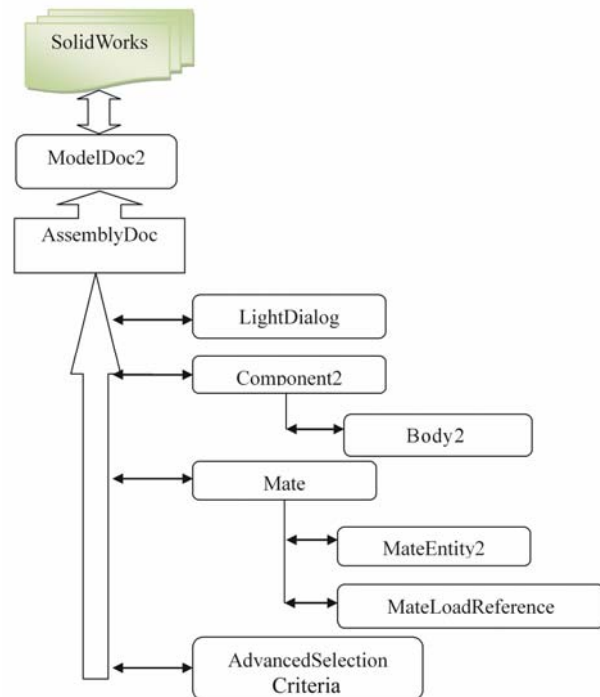 SolidWorks
ModelDoc2
AssemblyDoc
LightDialog
Component2
Body2
Mate
MateEntity2
MateLoadReference
AdvancedSelection
Criteria